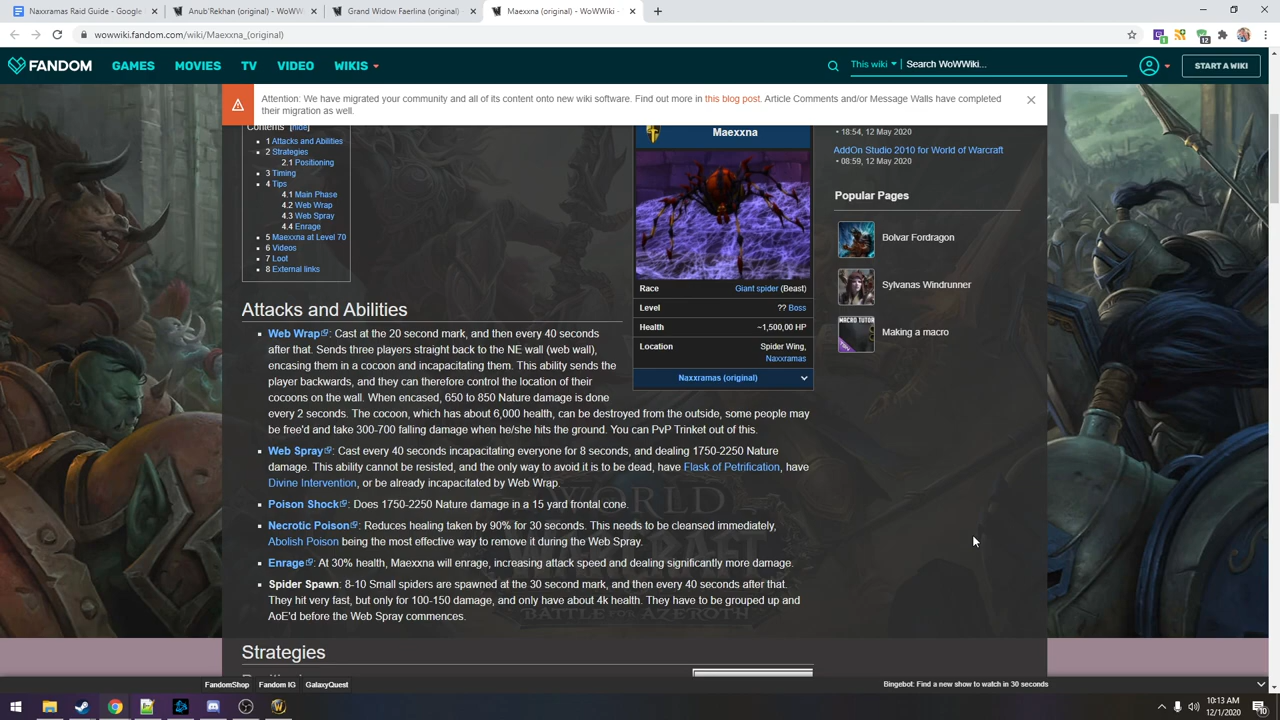 Naxxramas Raid Guide - Google
Anub'Rekhan (original) - WoWW
Grand Widow Faerlina (original)
Maexxna (original) - WoWWiki -
wowwiki.fandom.com/wiki/Maexxna_(original)
1
12
FANDOM
GAMES
MOVIES
TV
VIDEO
WIKIS
This wiki
Search WoWWiki...
START A WIKI
Attention: We have migrated your community and all of its content onto new wiki software. Find out more in this blog post. Article Comments and/or Message Walls have completed
their migration as well.
Contents [hide]
1 Attacks and Abilities
2 Strategies
2.1 Positioning
3 Timing
4 Tips
4.1 Main Phase
4.2 Web Wrap
4.3 Web Spray
4.4 Enrage
5 Maexxna at Level 70
6 Videos
7 Loot
8 External links
Maexxna
Race Giant spider (Beast)
Level ?? Boss
Health ~1,500,00 HP
Location Spider Wing,
Naxxramas
Naxxramas (original)
• 18:54, 12 May 2020
AddOn Studio 2010 for World of Warcraft
• 08:59, 12 May 2020
Popular Pages
Bolvar Fordragon
Sylvanas Windrunner
MACRO TUTOR
Making a macro
Attacks and Abilities
Web Wrap: Cast at the 20 second mark, and then every 40 seconds
after that. Sends three players straight back to the NE wall (web wall),
encasing them in a cocoon and incapacitating them. This ability sends the
player backwards, and they can therefore control the location of their
cocoons on the wall. When encased, 650 to 850 Nature damage is done
every 2 seconds. The cocoon, which has about 6,000 health, can be destroyed from the outside, some people may
be free'd and take 300-700 falling damage when he/she hits the ground. You can PvP Trinket out of this.
Web Spray: Cast every 40 seconds incapacitating everyone for 8 seconds, and dealing 1750-2250 Nature
damage. This ability cannot be resisted, and the only way to avoid it is to be dead, have Flask of Petrification, have
Divine Intervention, or be already incapacitated by Web Wrap.
Poison Shock: Does 1750-2250 Nature damage in a 15 yard frontal cone.
Necrotic Poison: Reduces healing taken by 90% for 30 seconds. This needs to be cleansed immediately,
Abolish Poison being the most effective way to remove it during the Web Spray.
Enrage: At 30% health, Maexxna will enrage, increasing attack speed and dealing significantly more damage.
Spider Spawn: 8-10 Small spiders are spawned at the 30 second mark, and then every 40 seconds after that.
They hit very fast, but only for 100-150 damage, and only have about 4k health. They have to be grouped up and
AoE'd before the Web Spray commences.
WORLD
WARCRAFT
BATTLE FOR AZEROTH
Strategies
FandomShop
Fandom IG
GalaxyQuest
Bingebot: Find a new show to watch in 30 seconds
10:13 AM
12/1/2020
10